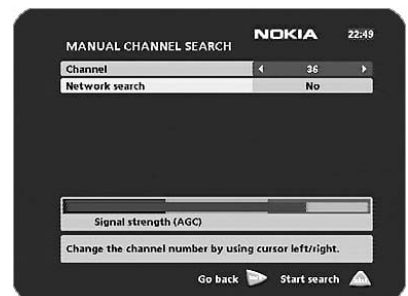 NOKIA 22:49
MANUAL CHANNEL SEARCH
Channel 36
Network search No
Signal strength (AGC)
Change the channel number by using cursor left/right.
Go back Start search